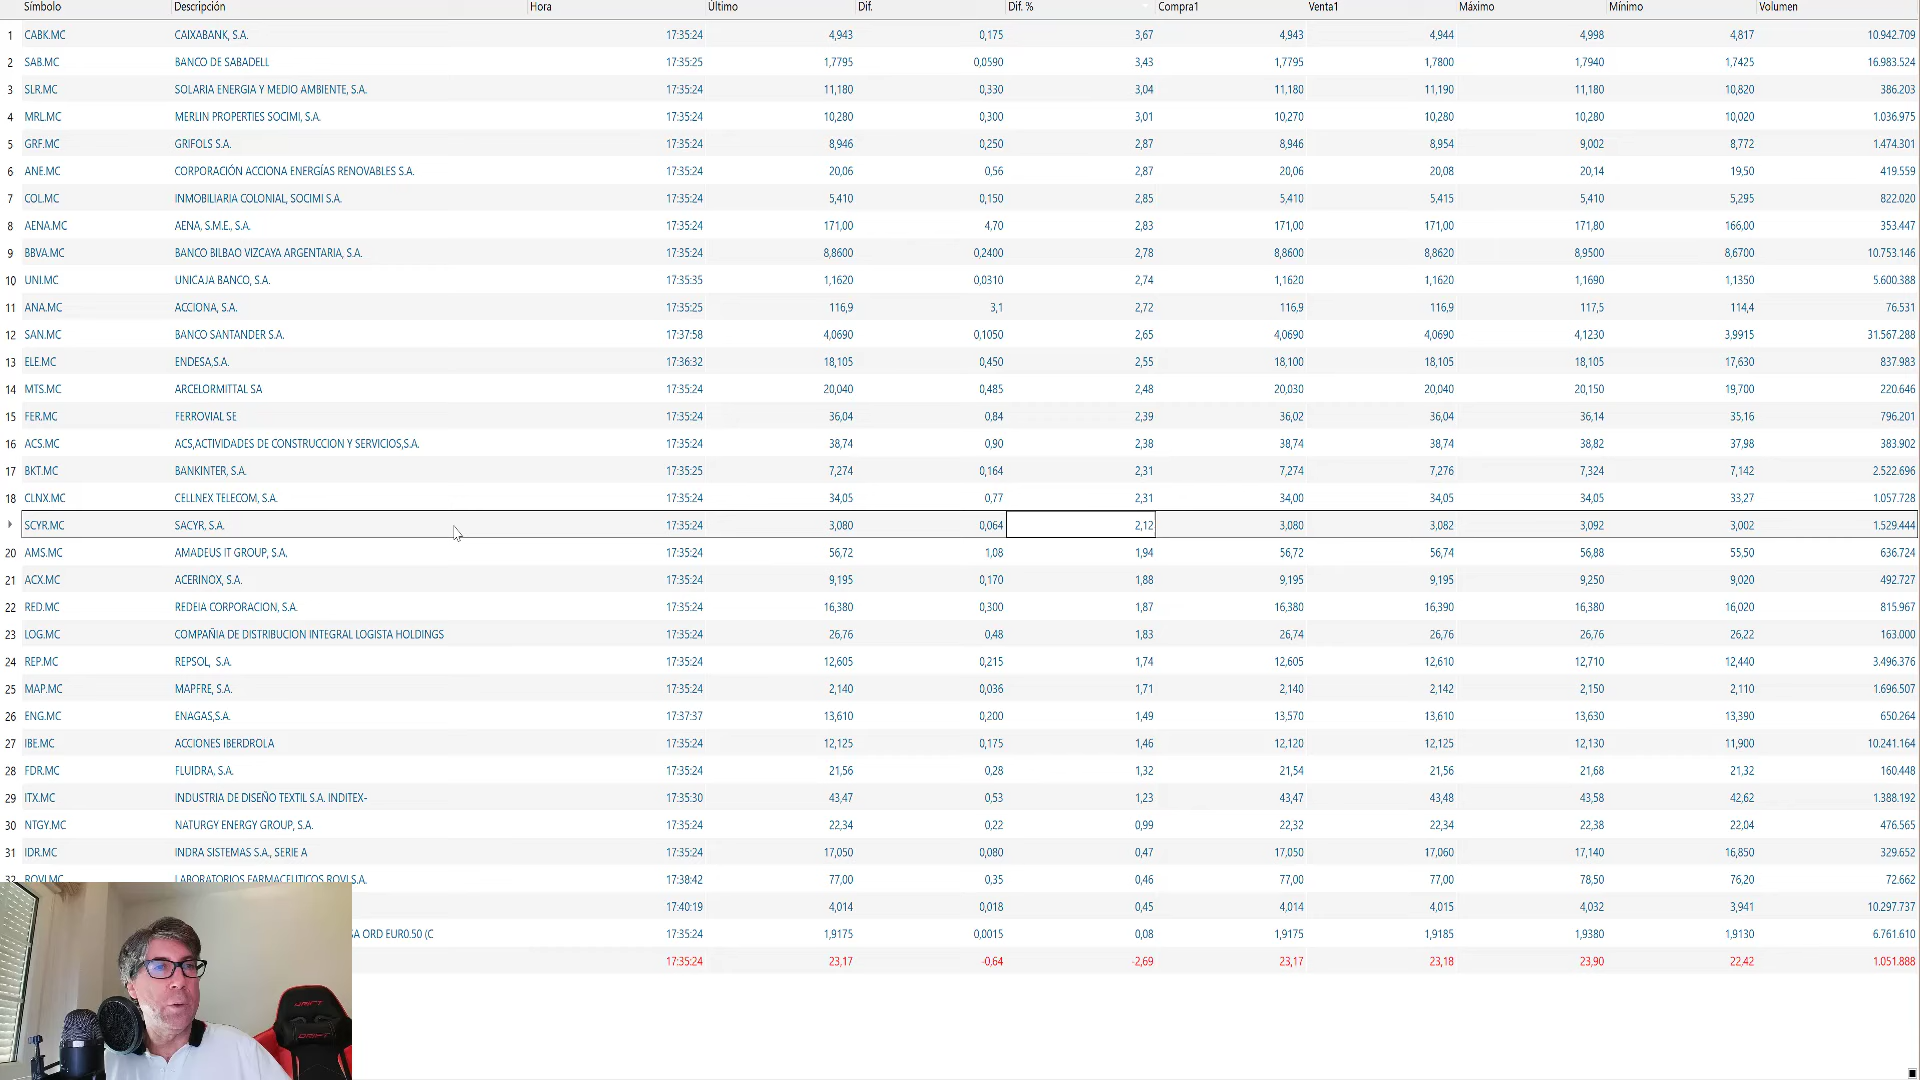 Símbolo Descripción Hora Último Dif. Dif. % Compra1 Venta1 Máximo Mínimo Volumen
1 CABK.MC CAIXABANK, S.A. 17:35:24 4,943 0,175 3,67 4,943 4,944 4,998 4,817 10.942.709
2 SAB.MC BANCO DE SABADELL 17:35:25 1,7795 0,0590 3,43 1,7795 1,7800 1,7940 1,7425 16.983.524
3 SLR.MC SOLARIA ENERGIA Y MEDIO AMBIENTE, S.A. 17:35:24 11,180 0,330 3,04 11,180 11,190 11,180 10,820 386.203
4 MRL.MC MERLIN PROPERTIES SOCIMI, S.A. 17:35:24 10,280 0,300 3,01 10,270 10,280 10,280 10,020 1.036.975
5 GRF.MC GRIFOLS S.A. 17:35:24 8,946 0,250 2,87 8,946 8,954 9,002 8,772 1.474.301
6 ANE.MC CORPORACIÓN ACCIONA ENERGÍAS RENOVABLES S.A. 17:35:24 20,06 0,56 2,87 20,06 20,08 20,14 19,50 419.559
7 COL.MC INMOBILIARIA COLONIAL, SOCIMI S.A. 17:35:24 5,410 0,150 2,85 5,410 5,415 5,410 5,295 822.020
8 AENA.MC AENA, S.M.E., S.A. 17:35:24 171,00 4,70 2,83 171,00 171,00 171,80 166,00 353.447
9 BBVA.MC BANCO BILBAO VIZCAYA ARGENTARIA, S.A. 17:35:24 8,8600 0,2400 2,78 8,8600 8,8620 8,9500 8,6700 10.753.146
10 UNI.MC UNICAJA BANCO, S.A. 17:35:35 1,1620 0,0310 2,74 1,1620 1,1620 1,1690 1,1350 5.600.388
11 ANA.MC ACCIONA, S.A. 17:35:25 116,9 3,1 2,72 116,9 116,9 117,5 114,4 76.531
12 SAN.MC BANCO SANTANDER S.A. 17:37:58 4,0690 0,1050 2,65 4,0690 4,0690 4,1230 3,9915 31.567.288
13 ELE.MC ENDESA,S.A. 17:36:32 18,105 0,450 2,55 18,100 18,105 18,105 17,630 837.983
14 MTS.MC ARCELORMITTAL SA 17:35:24 20,040 0,485 2,48 20,030 20,040 20,150 19,700 220.646
15 FER.MC FERROVIAL SE 17:35:24 36,04 0,84 2,39 36,02 36,04 36,14 35,16 796.201
16 ACS.MC ACS,ACTIVIDADES DE CONSTRUCCION Y SERVICIOS,S.A. 17:35:24 38,74 0,90 2,38 38,74 38,74 38,82 37,98 383.902
17 BKT.MC BANKINTER, S.A. 17:35:25 7,274 0,164 2,31 7,274 7,276 7,324 7,142 2.522.696
18 CLNX.MC CELLNEX TELECOM, S.A. 17:35:24 34,05 0,77 2,31 34,00 34,05 34,05 33,27 1.057.728
SCYR.MC SACYR, S.A. 17:35:24 3,080 0,064 2,12 3,080 3,082 3,092 3,002 1.529.444
20 AMS.MC AMADEUS IT GROUP, S.A. 17:35:24 56,72 1,08 1,94 56,72 56,74 56,88 55,50 636.724
21 ACX.MC ACERINOX, S.A. 17:35:24 9,195 0,170 1,88 9,195 9,195 9,250 9,020 492.727
22 RED.MC REDEIA CORPORACION, S.A. 17:35:24 16,380 0,300 1,87 16,380 16,390 16,380 16,020 815.967
23 LOG.MC COMPAÑIA DE DISTRIBUCION INTEGRAL LOGISTA HOLDINGS 17:35:24 26,76 0,48 1,83 26,74 26,76 26,76 26,22 163.000
24 REP.MC REPSOL, S.A. 17:35:24 12,605 0,215 1,74 12,605 12,610 12,710 12,440 3.496.376
25 MAP.MC MAPFRE, S.A. 17:35:24 2,140 0,036 1,71 2,140 2,142 2,150 2,110 1.696.507
26 ENG.MC ENAGAS,S.A. 17:37:37 13,610 0,200 1,49 13,570 13,610 13,630 13,390 650.264
27 IBE.MC ACCIONES IBERDROLA 17:35:24 12,125 0,175 1,46 12,120 12,125 12,130 11,900 10.241.164
28 FDR.MC FLUIDRA, S.A. 17:35:24 21,56 0,28 1,32 21,54 21,56 21,68 21,32 160.448
29 ITX.MC INDUSTRIA DE DISEÑO TEXTIL S.A. INDITEX- 17:35:30 43,47 0,53 1,23 43,47 43,48 43,58 42,62 1.388.192
30 NTGY.MC NATURGY ENERGY GROUP, S.A. 17:35:24 22,34 0,22 0,99 22,32 22,34 22,38 22,04 476.565
31 IDR.MC INDRA SISTEMAS S.A., SERIE A 17:35:24 17,050 0,080 0,47 17,050 17,060 17,140 16,850 329.652
32 ROVI.MC LABORATORIOS FARMACEUTICOS ROVI S.A. 17:38:42 77,00 0,35 0,46 77,00 77,00 78,50 76,20 72.662
17:40:19 4,014 0,018 0,45 4,014 4,015 4,032 3,941 10.297.737
SA ORD EUR0.50 (C 17:35:24 1,9175 0,0015 0,08 1,9175 1,9185 1,9380 1,9130 6.761.610
17:35:24 23,17 -0,64 -2,69 23,17 23,18 23,90 22,42 1.051.888
DRIFT
DRIFT